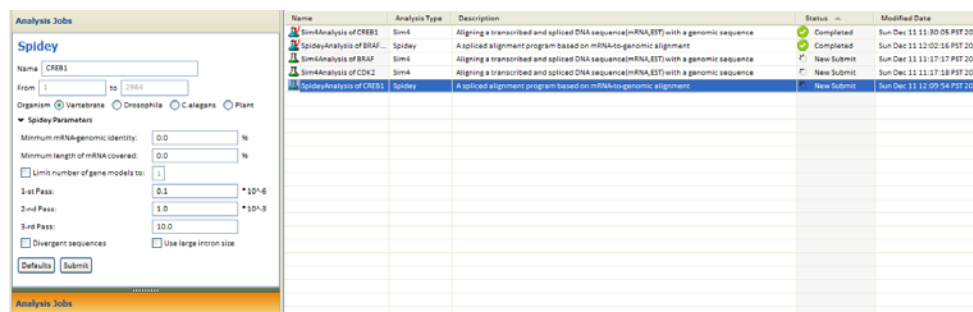 Analysis Jobs
Spidey
Name CREB1
From 1 to 2964
Organism Vertebrate Drosophila C.elegans Plant
Spidey Parameters
Minmum mRNA-genomic identity: 0.0 %
Minmum length of mRNA covered: 0.0 %
Limit number of gene models to: 1
1-st Pass: 0.1 *10^-6
2-nd Pass: 1.0 *10^-3
3-rd Pass: 10.0
Divergent sequences Use large intron size
Defaults Submit
Analysis Jobs
Name Analysis Type Description Status Modified Date
Sim4Analysis of CREB1 Sim4 Aligning a transcribed and spliced DNA sequence(mRNA,EST) with a genomic sequence Completed Sun Dec 11 11:30:05 PST 20
SpideyAnalysis of BRAF... Spidey A spliced alignment program based on mRNA-to-genomic alignment Completed Sun Dec 11 12:02:16 PST 20
Sim4Analysis of BRAF Sim4 Aligning a transcribed and spliced DNA sequence(mRNA,EST) with a genomic sequence New Submit Sun Dec 11 11:17:17 PST 20
Sim4Analysis of CDK2 Sim4 Aligning a transcribed and spliced DNA sequence(mRNA,EST) with a genomic sequence New Submit Sun Dec 11 11:17:18 PST 20
SpideyAnalysis of CREB1 Spidey A spliced alignment program based on mRNA-to-genomic alignment New Submit Sun Dec 11 12:09:54 PST 20